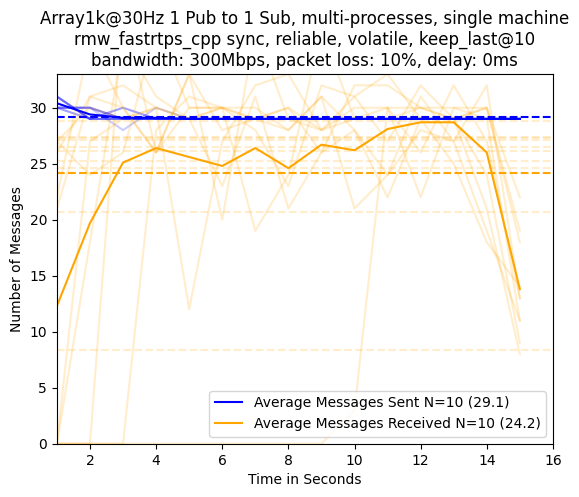 Array1k@30Hz 1 Pub to 1 Sub, multi-processes, single machine
rmw_fastrtps_cpp sync, reliable, volatile, keep_last@10
bandwidth: 300Mbps, packet loss: 10%, delay: 0ms
Number of Messages
30
25
20
15
10
5
0
Average Messages Sent N=10 (29.1)
Average Messages Received N=10 (24.2)
2 4 6 8 10 12 14 16
Time in Seconds